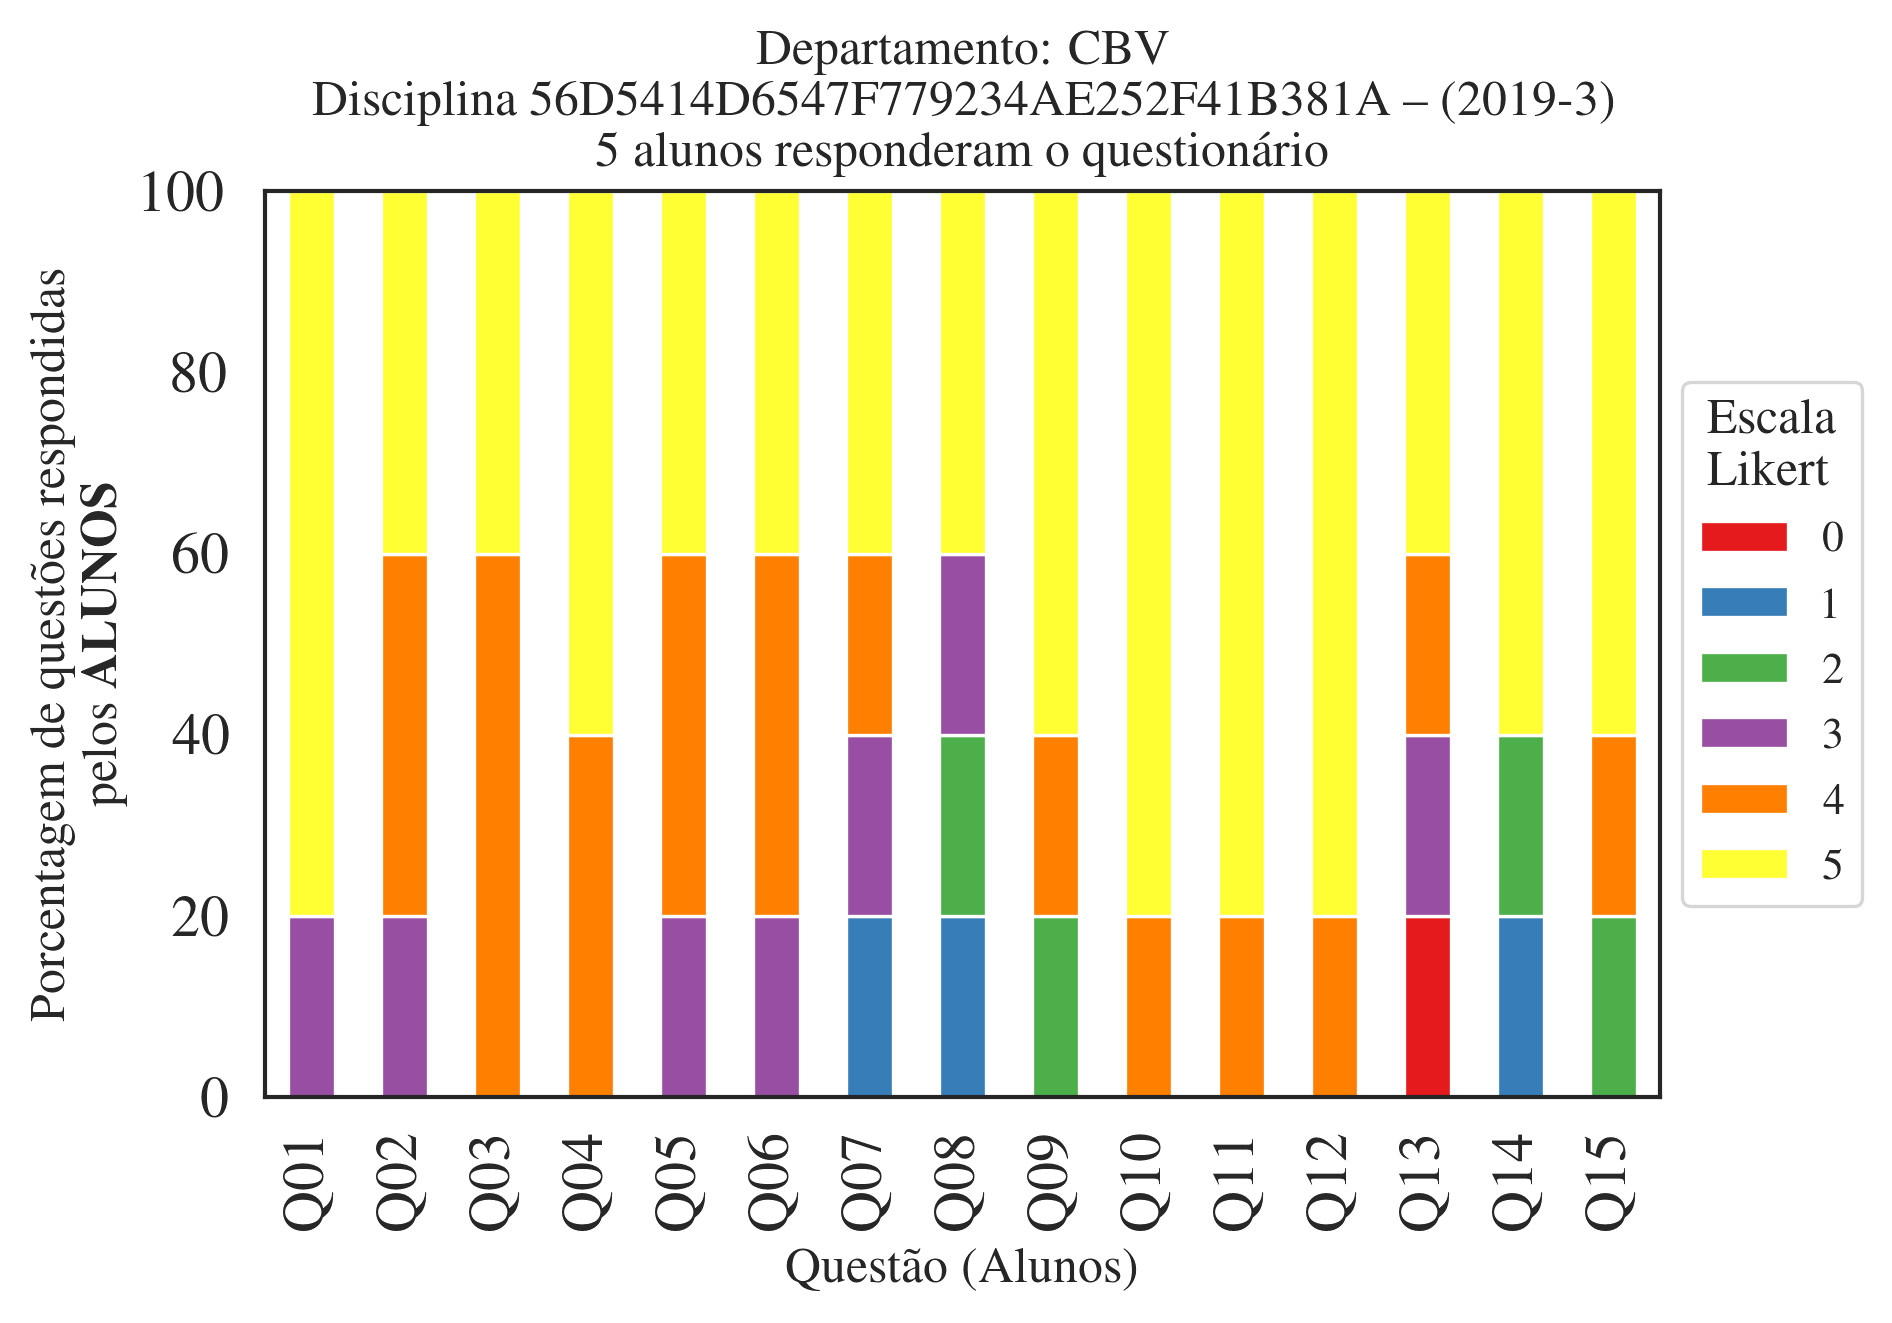 Departamento: CBV
Disciplina 56D5414D6547F779234AE252F41B381A – (2019-3)
5 alunos responderam o questionário
Porcentagem de questões respondidas
pelos ALUNOS
100
80
60
40
20
0
Q01
Q02
Q03
Q04
Q05
Q06
Q07
Q08
Q09
Q10
Q11
Q12
Q13
Q14
Q15
Questão (Alunos)
Escala
Likert
0
1
2
3
4
5